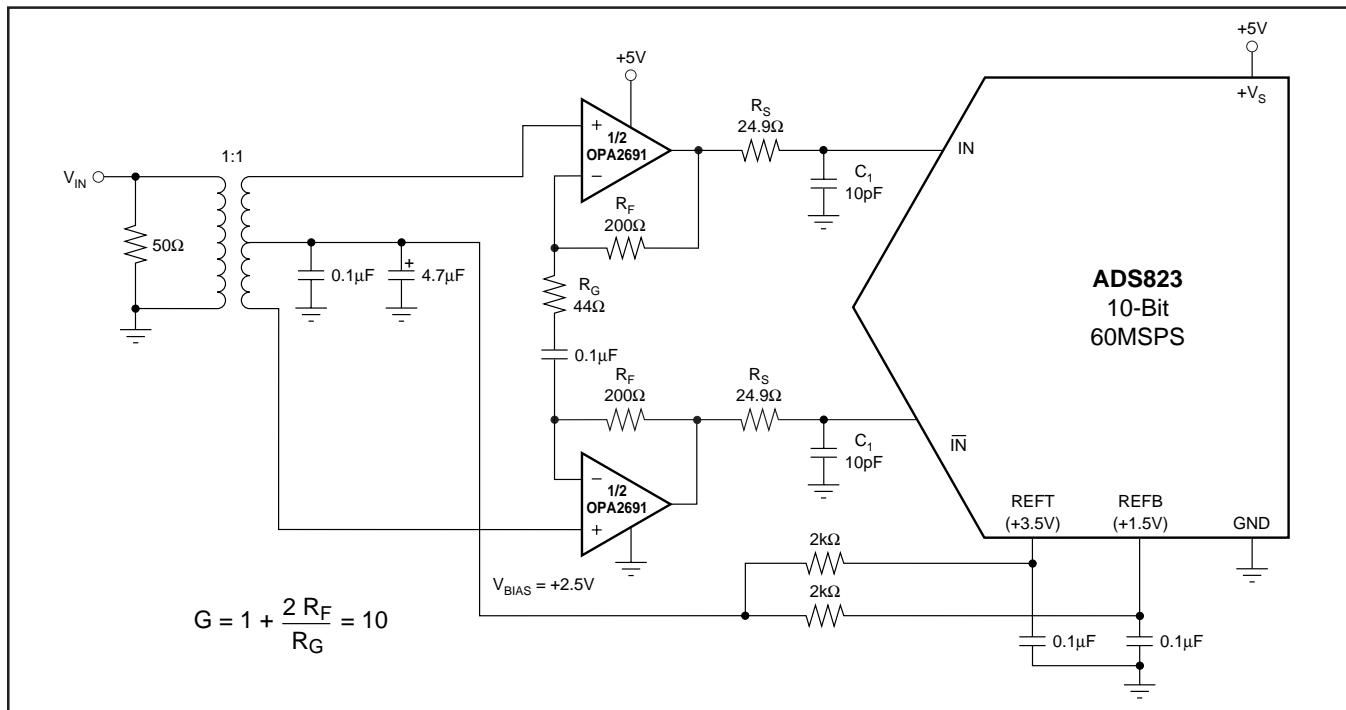 +5V
+5V
+V_S
1/2
OPA2691
R_S
24.9Ω
IN
1:1
V_IN
C_1
10pF
R_F
200Ω
50Ω
0.1µF
4.7µF
R_G
44Ω
ADS823
10-Bit
60MSPS
0.1µF
R_F
200Ω
R_S
24.9Ω
I̅N̅
C_1
10pF
1/2
OPA2691
REFT
(+3.5V)
REFB
(+1.5V)
GND
2kΩ
V_BIAS = +2.5V
2kΩ
G = 1 + 2 R_F / R_G = 10
0.1µF
0.1µF